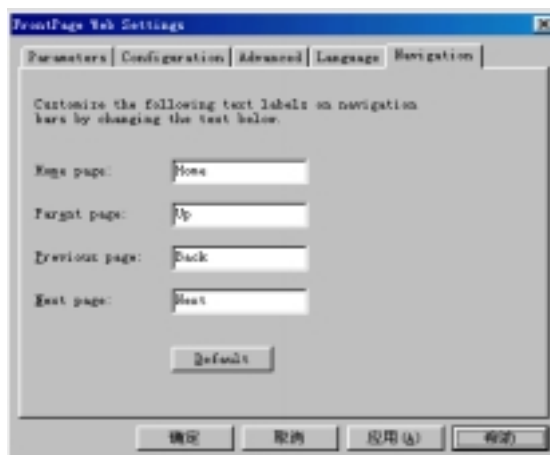 FrontPage Web Settings
Parameters Configuration Advanced Language Navigation
Customize the following text labels on navigation
bars by changing the text below.
Home page: Home
Parent page: Up
Previous page: Back
Next page: Next
Default
确定 取消 应用(A) 帮助